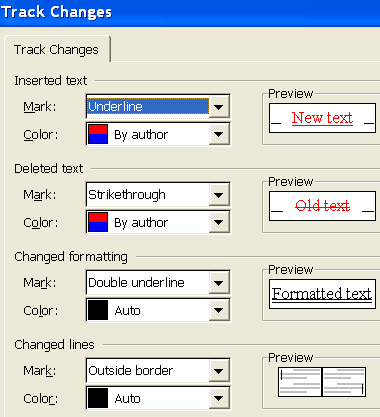 Track Changes
Track Changes
Inserted text
Mark: Underline
Color: By author
Preview
New text
Deleted text
Mark: Strikethrough
Color: By author
Preview
Old text
Changed formatting
Mark: Double underline
Color: Auto
Preview
Formatted text
Changed lines
Mark: Outside border
Color: Auto
Preview